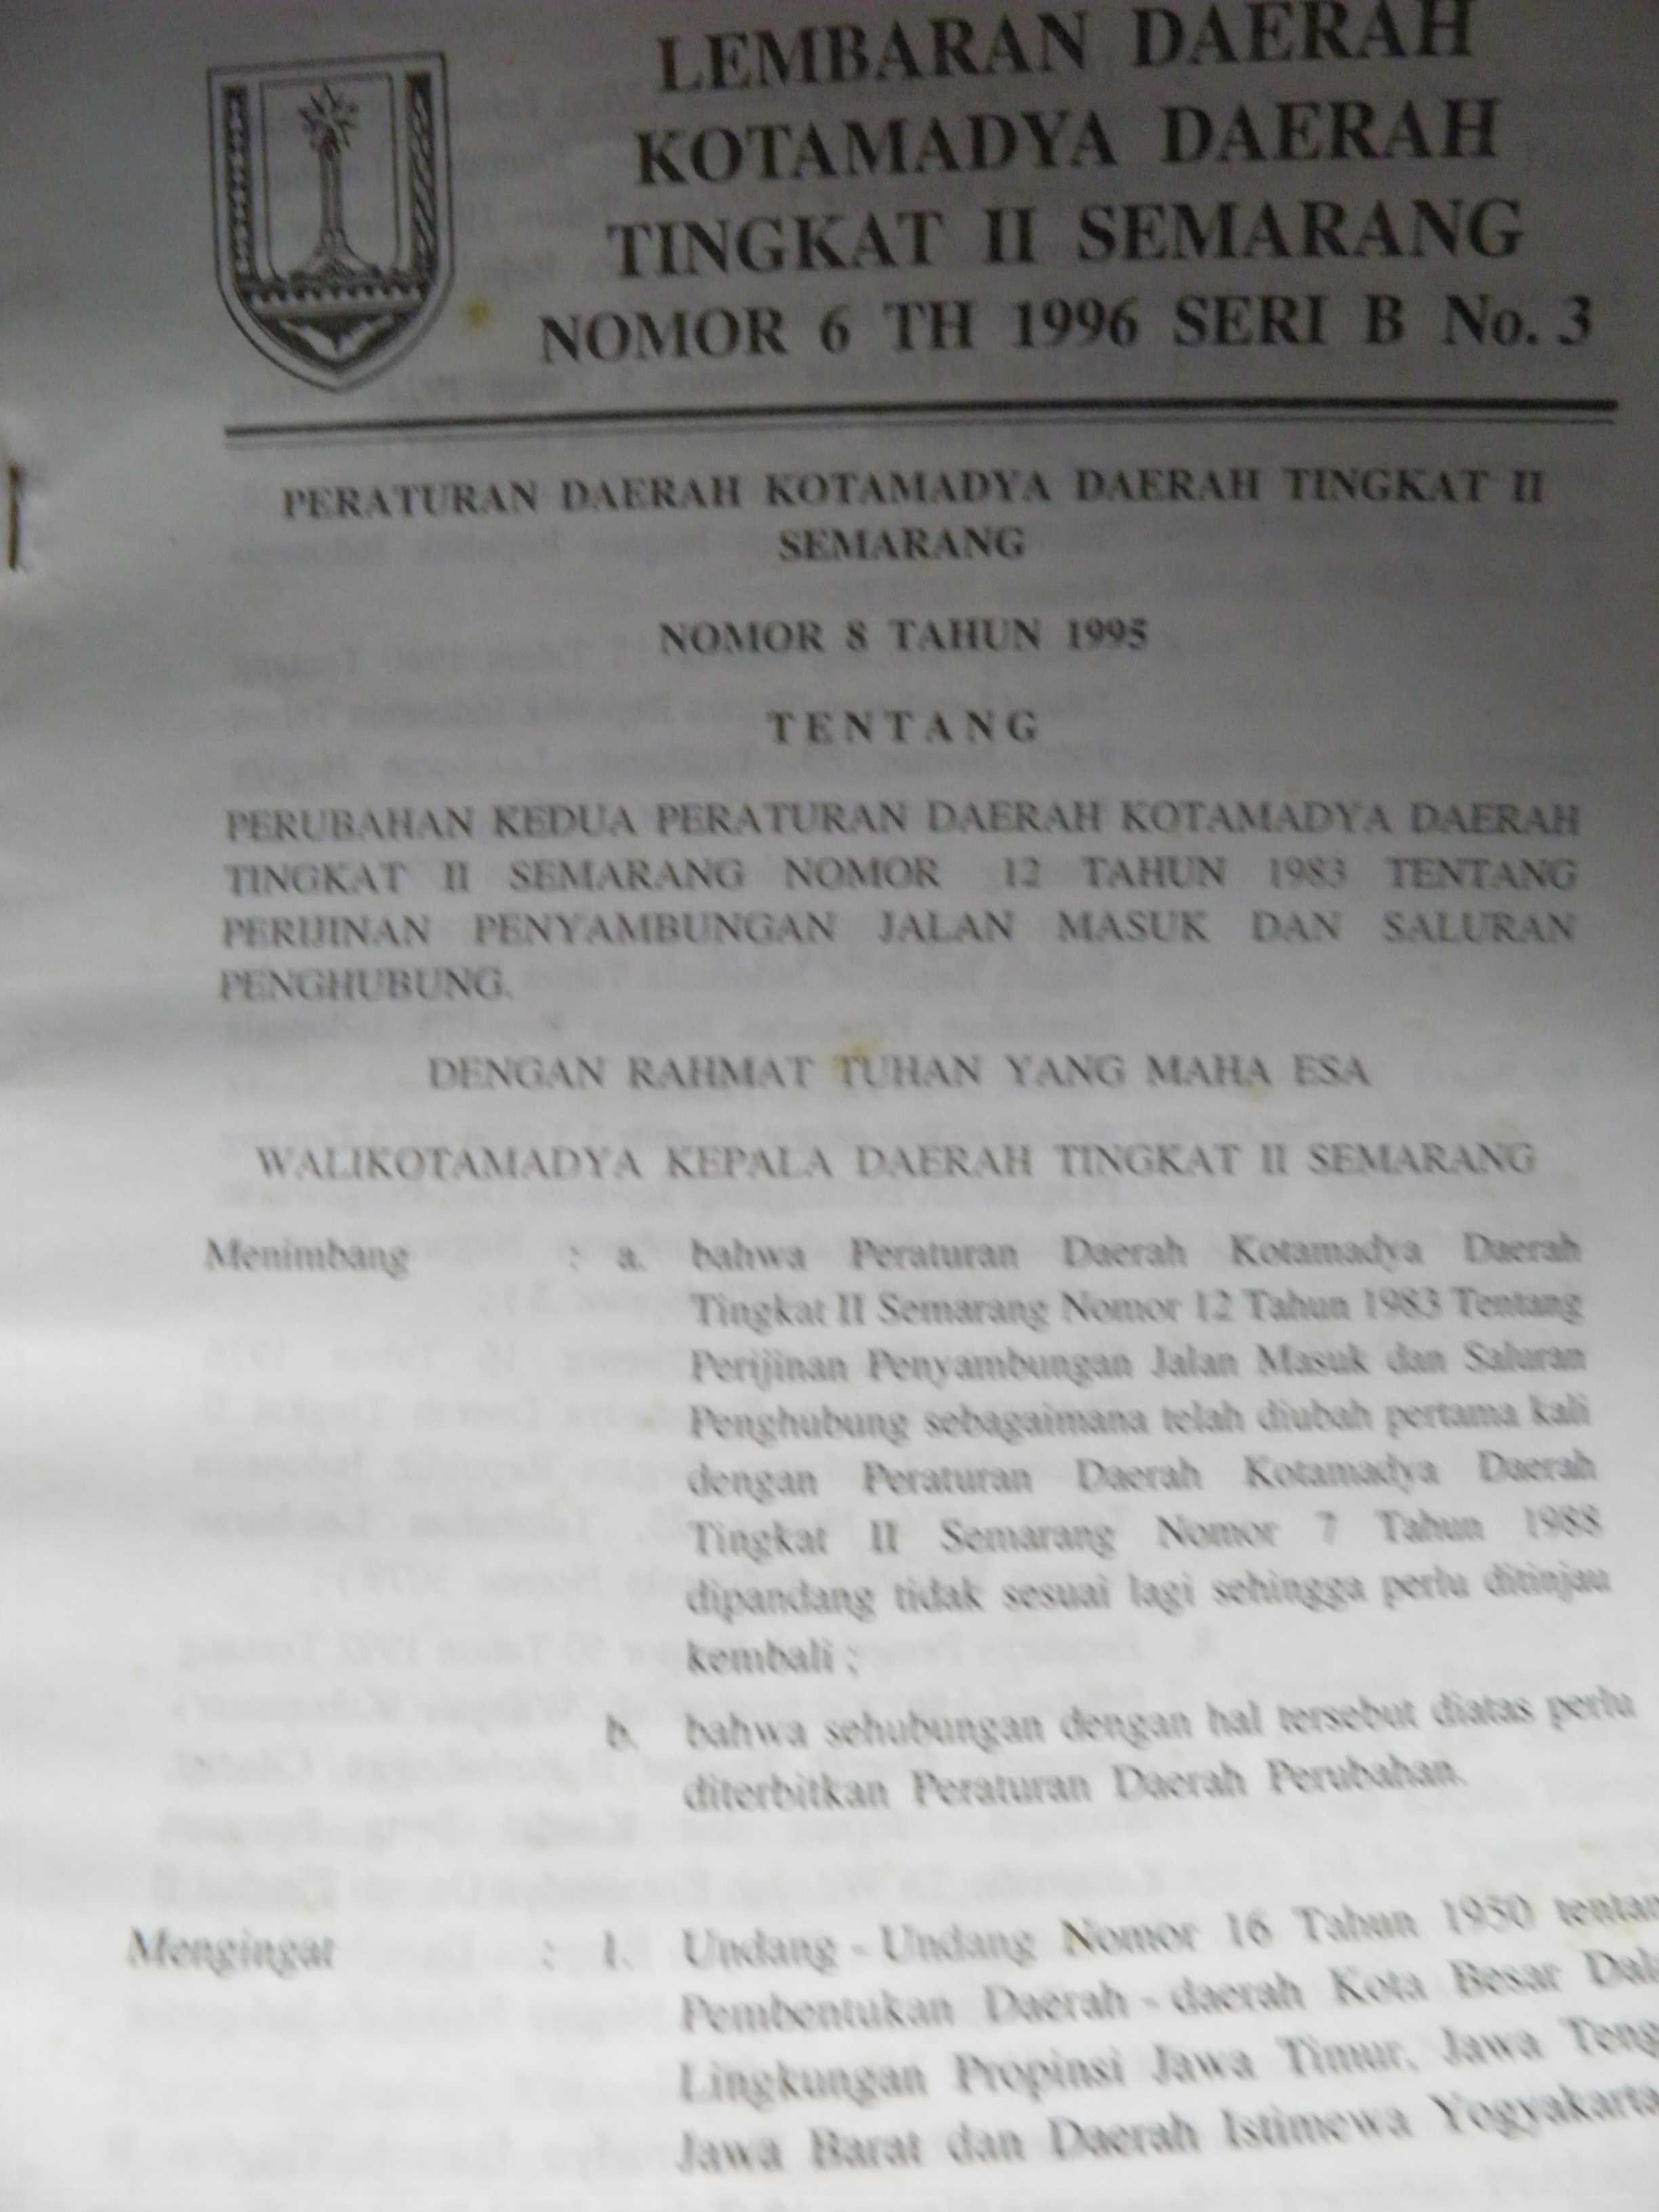 LEMBARAN DAERAH
KOTAMADYA DAERAH
TINGKAT II SEMARANG
NOMOR 6 TH 1996 SERI B No. 3
PERATURAN DAERAH KOTAMADYA DAERAH TINGKAT II
SEMARANG
NOMOR 8 TAHUN 1995
TENTANG
PERUBAHAN KEDUA PERATURAN DAERAH KOTAMADYA DAERAH
TINGKAT II SEMARANG NOMOR 12 TAHUN 1983 TENTANG
PERIJINAN PENYAMBUNGAN JALAN MASUK DAN SALURAN
PENGHUBUNG.
DENGAN RAHMAT TUHAN YANG MAHA ESA
WALIKOTAMADYA KEPALA DAERAH TINGKAT II SEMARANG
Menimbang : a. bahwa Peraturan Daerah Kotamadya Daerah
Tingkat II Semarang Nomor 12 Tahun 1983 Tentang
Perijinan Penyambungan Jalan Masuk dan Saluran
Penghubung sebagaimana telah diubah pertama kali
dengan Peraturan Daerah Kotamadya Daerah
Tingkat II Semarang Nomor 7 Tahun 1988
dipandang tidak sesuai lagi sehingga perlu ditinjau
kembali ;
b. bahwa sehubungan dengan hal tersebut diatas perlu
diterbitkan Peraturan Daerah Perubahan.
Mengingat : 1. Undang - Undang Nomor 16 Tahun 1950 tentan
Pembentukan Daerah - daerah Kota Besar Dala
Lingkungan Propinsi Jawa Timur, Jawa Teng
Jawa Barat dan Daerah Istimewa Yogyakarta